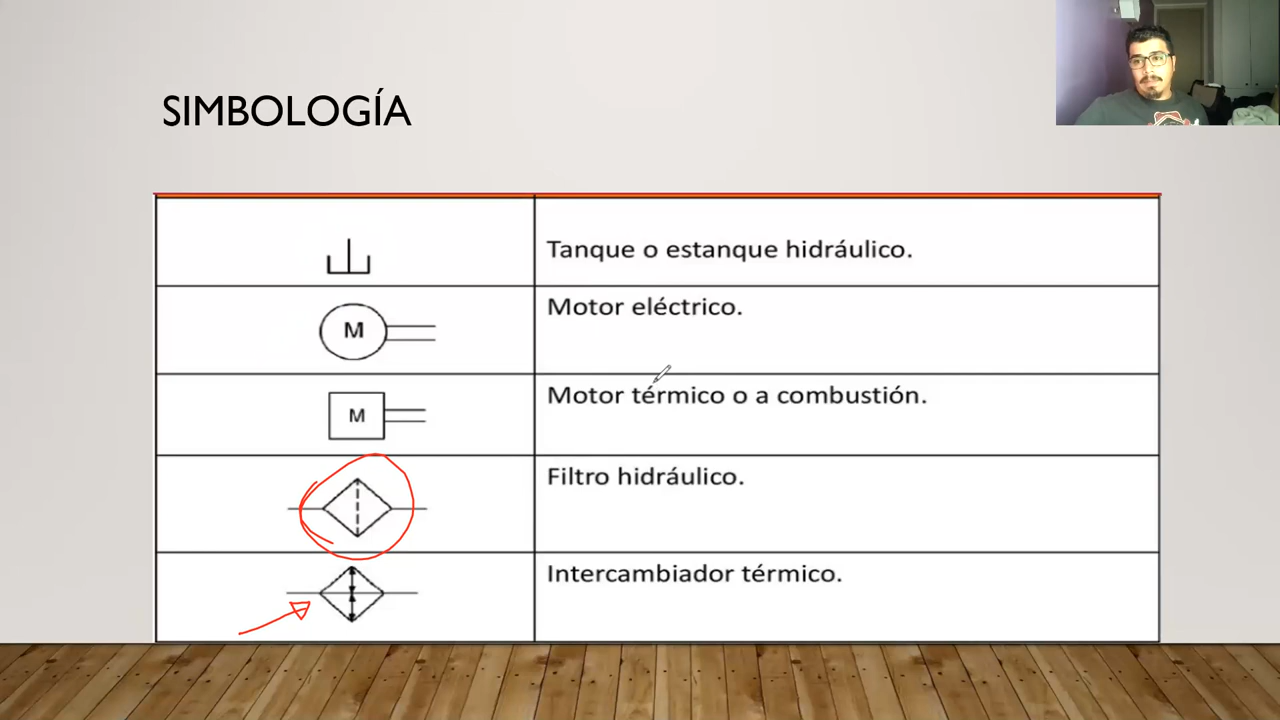 SIMBOLOGÍA
Tanque o estanque hidráulico.
M
Motor eléctrico.
M
Motor térmico o a combustión.
Filtro hidráulico.
Intercambiador térmico.